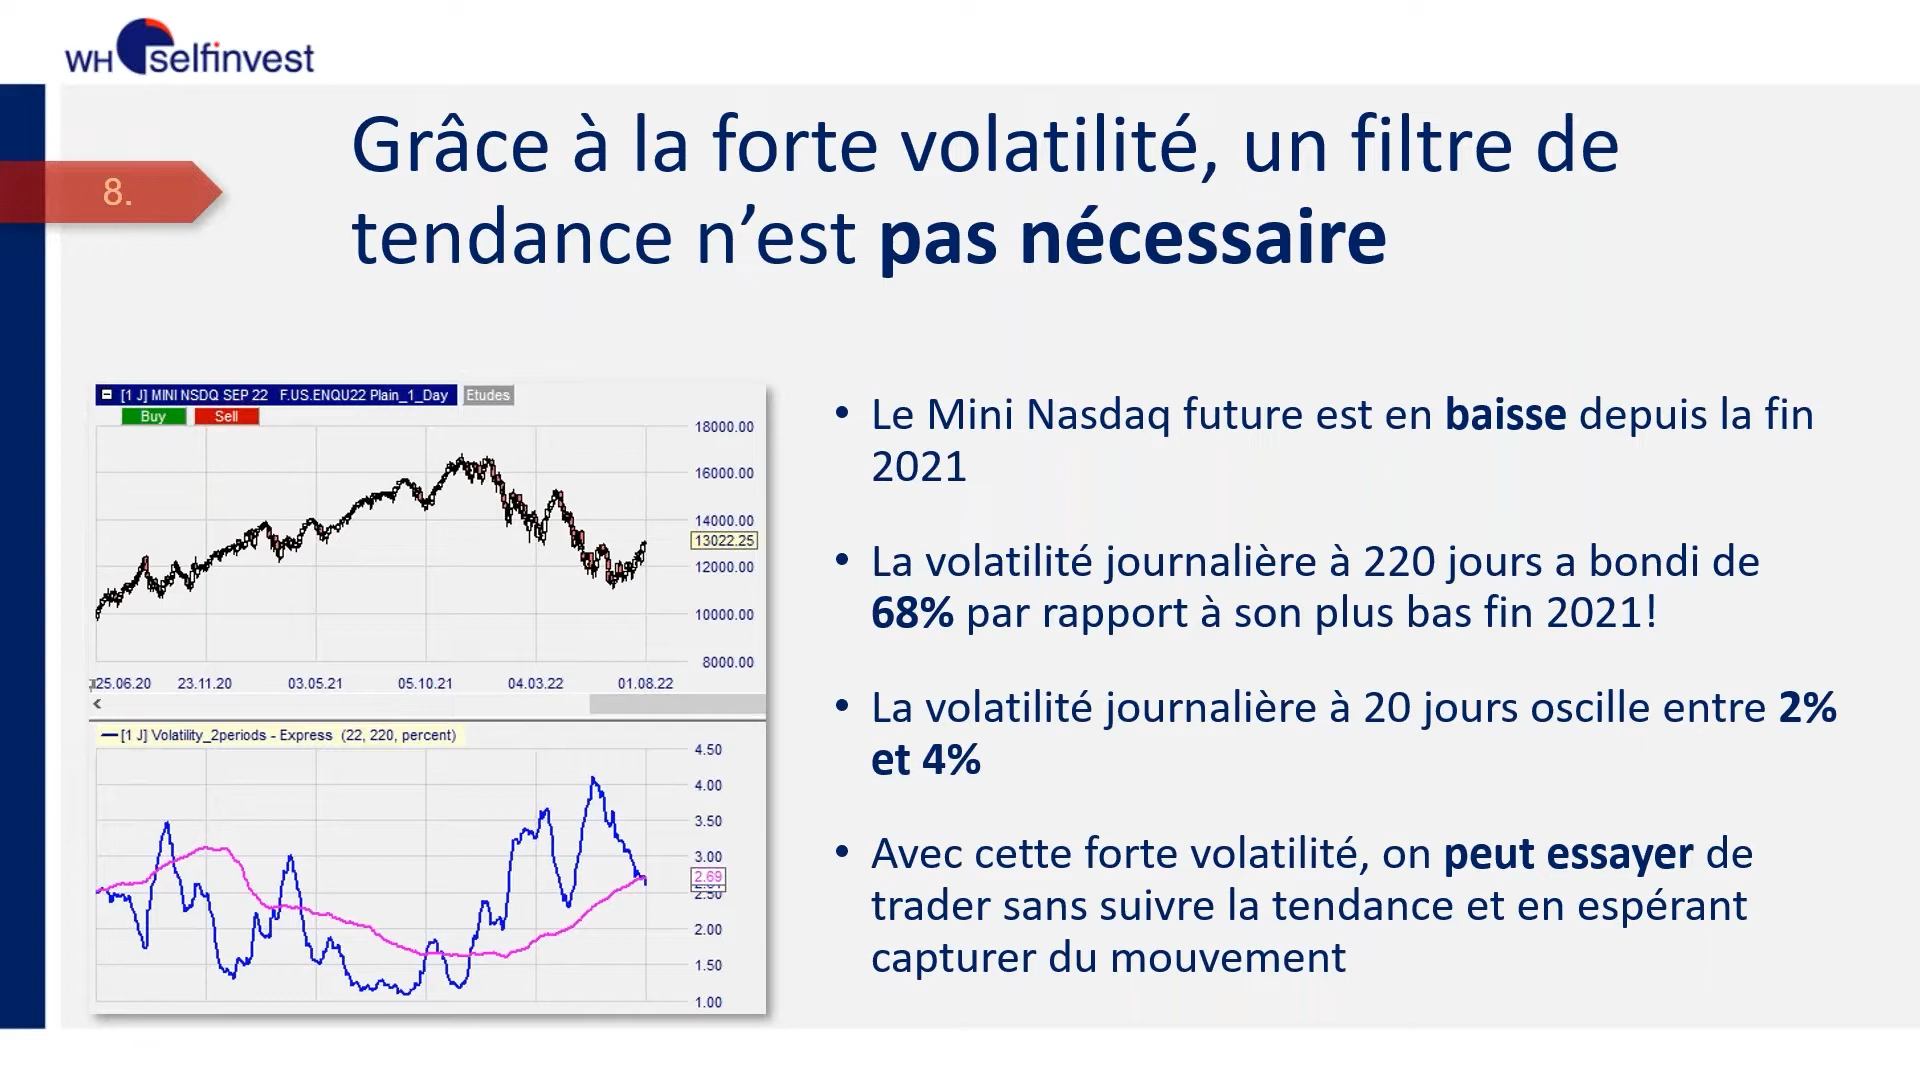 WH selfinvest
8.
Grâce à la forte volatilité, un filtre de
tendance n’est pas nécessaire
[1 J] MINI NSDQ SEP 22 F.US.ENQU22 Plain_1_Day Etudes
Buy Sell
18000.00
16000.00
14000.00
13022.25
12000.00
10000.00
8000.00
25.06.20 23.11.20 03.05.21 05.10.21 04.03.22 01.08.22
[1 J] Volatility_2periods - Express (22, 220, percent)
4.50
4.00
3.50
3.00
2.69
2.50
2.00
1.50
1.00
• Le Mini Nasdaq future est en baisse depuis la fin
2021
• La volatilité journalière à 220 jours a bondi de
68% par rapport à son plus bas fin 2021!
• La volatilité journalière à 20 jours oscille entre 2%
et 4%
• Avec cette forte volatilité, on peut essayer de
trader sans suivre la tendance et en espérant
capturer du mouvement